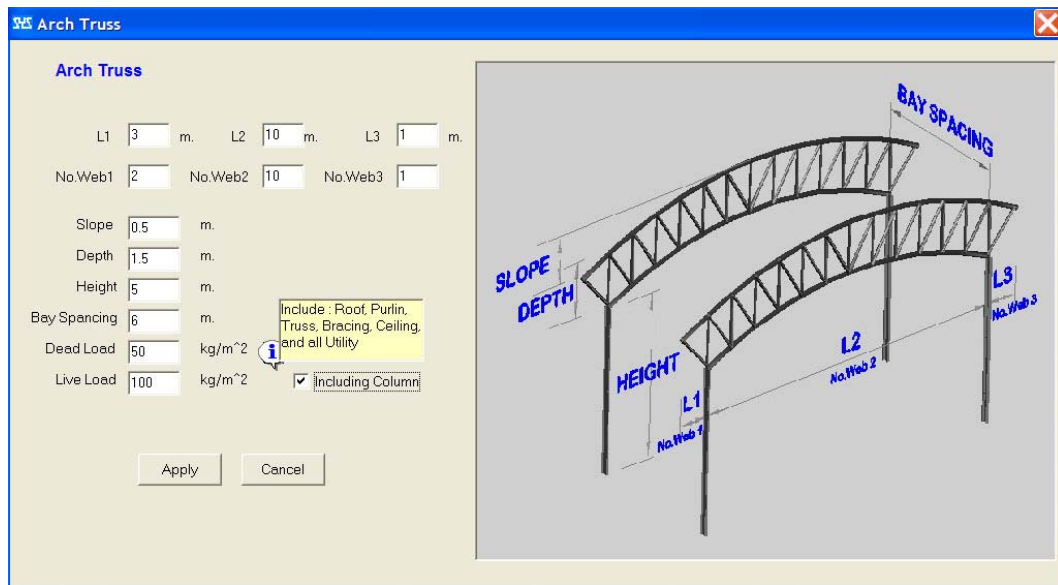 SYS Arch Truss
Arch Truss
L1 3 m. L2 10 m. L3 1 m.
No.Web1 2 No.Web2 10 No.Web3 1
Slope 0.5 m.
Depth 1.5 m.
Height 5 m.
Bay Spancing 6 m.
Dead Load 50 kg/m^2
Live Load 100 kg/m^2
Include : Roof, Purlin,
Truss, Bracing, Ceiling,
and all Utility
Including Column
Apply Cancel
BAY SPACING
SLOPE
DEPTH
HEIGHT
L1
No.Web 1
L2
No.Web 2
L3
No.Web 3